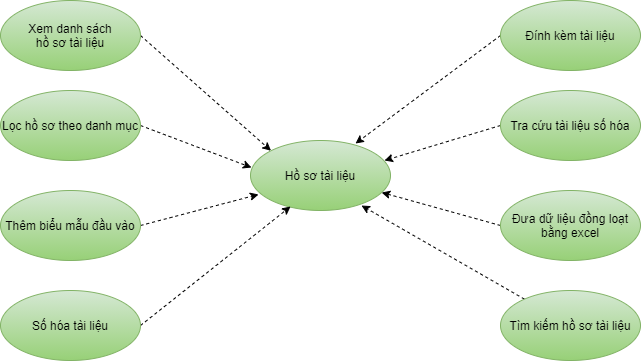 Xem danh sách
hồ sơ tài liệu
Đính kèm tài liệu
Lọc hồ sơ theo danh mục
Tra cứu tài liệu số hóa
Hồ sơ tài liệu
Thêm biểu mẫu đầu vào
Đưa dữ liệu đồng loạt
bằng excel
Số hóa tài liệu
Tìm kiếm hồ sơ tài liệu